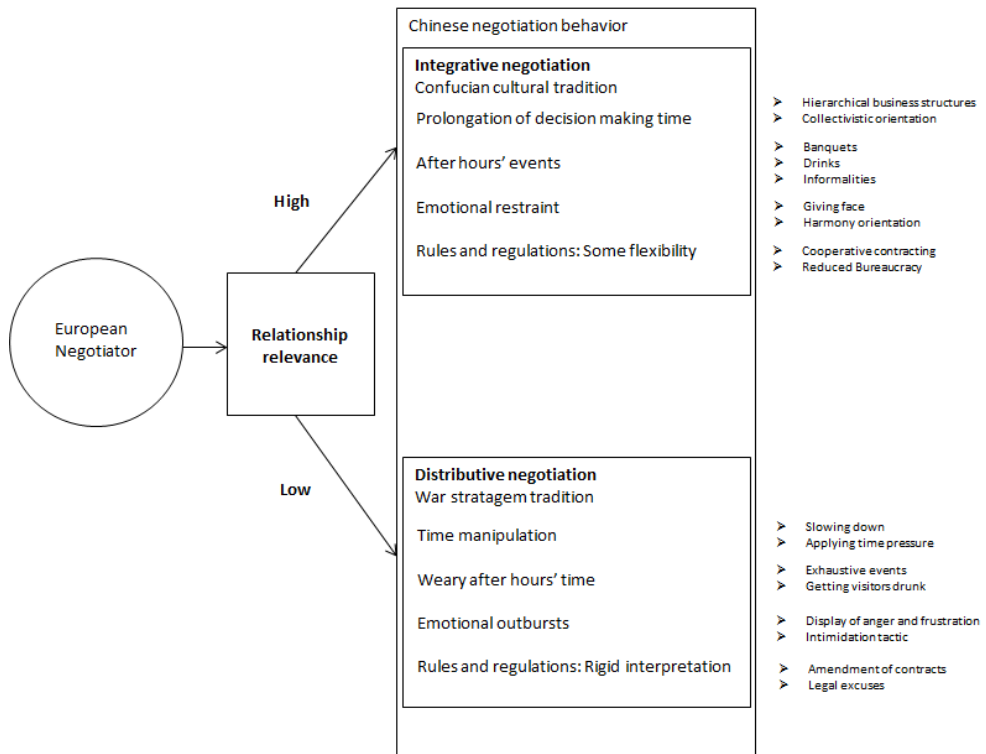 Chinese negotiation behavior
Integrative negotiation
Confucian cultural tradition
Prolongation of decision making time
After hours’ events
Emotional restraint
Rules and regulations: Some flexibility
➤ Hierarchical business structures
➤ Collectivistic orientation
➤ Banquets
➤ Drinks
➤ Informalities
➤ Giving face
➤ Harmony orientation
➤ Cooperative contracting
➤ Reduced Bureaucracy
High
European
Negotiator
Relationship
relevance
Low
Distributive negotiation
War stratagem tradition
Time manipulation
Weary after hours’ time
Emotional outbursts
Rules and regulations: Rigid interpretation
➤ Slowing down
➤ Applying time pressure
➤ Exhaustive events
➤ Getting visitors drunk
➤ Display of anger and frustration
➤ Intimidation tactic
➤ Amendment of contracts
➤ Legal excuses